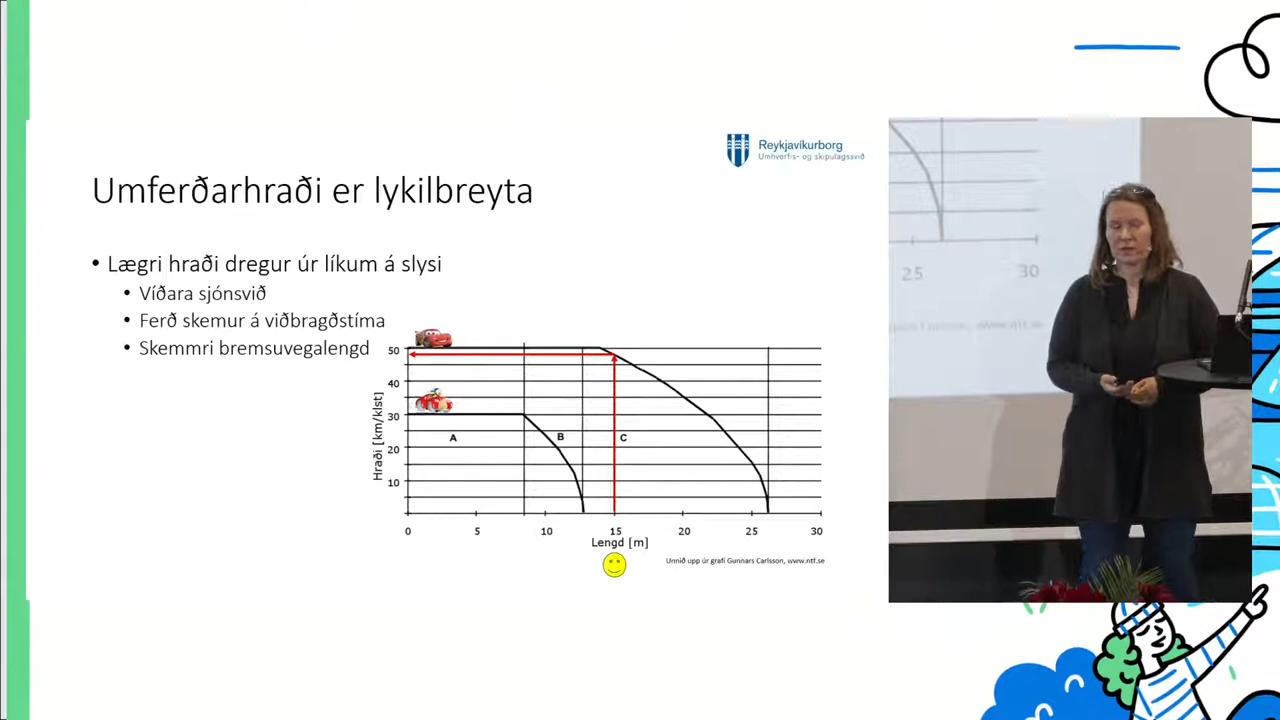 Reykjavíkurborg
Umhverfis- og skipulagssvið
Umferðarhraði er lykilbreyta
• Lægri hraði dregur úr líkum á slysi
• Víðara sjónsvið
• Ferð skemur á viðbragðstíma
• Skemmri bremsuvegalengd
50
40
30
20
10
Hraði [km/klst]
A
B
C
0 5 10 15 20 25 30
Lengd [m]
Unnið upp úr grafi Gunnars Carlsson, www.ntf.se
25 30